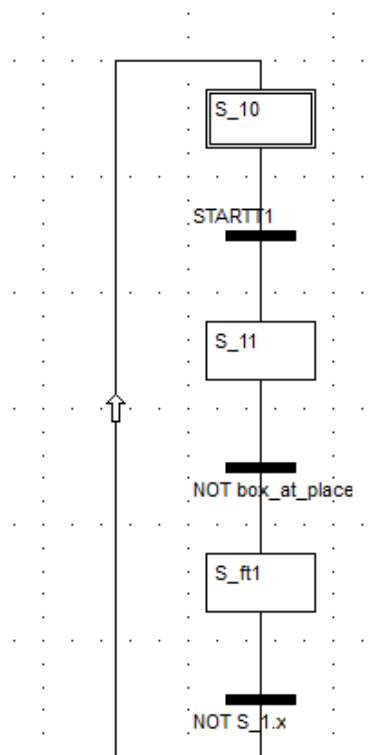 S_10
STARTT1
S_11
NOT box_at_place
S_ft1
NOT S_1.x